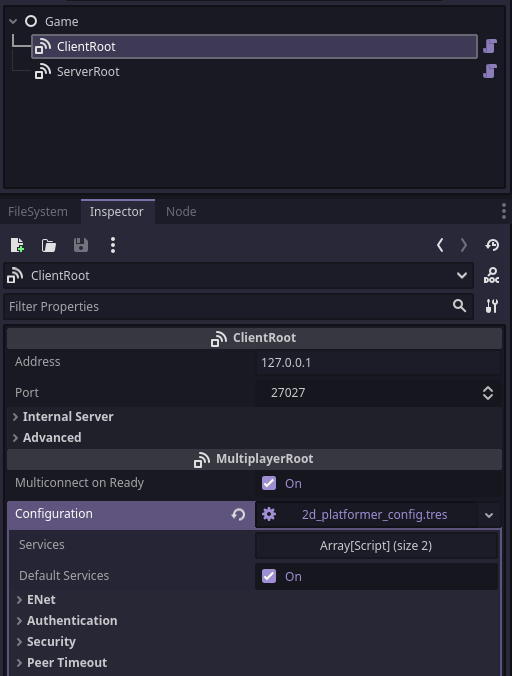 Game
ClientRoot
ServerRoot
FileSystem Inspector Node
ClientRoot
DOC
Filter Properties
ClientRoot
Address 127.0.0.1
Port 27027
Internal Server
Advanced
MultiplayerRoot
Multiconnect on Ready On
Configuration 2d_platformer_config.tres
Services Array[Script] (size 2)
Default Services On
ENet
Authentication
Security
Peer Timeout